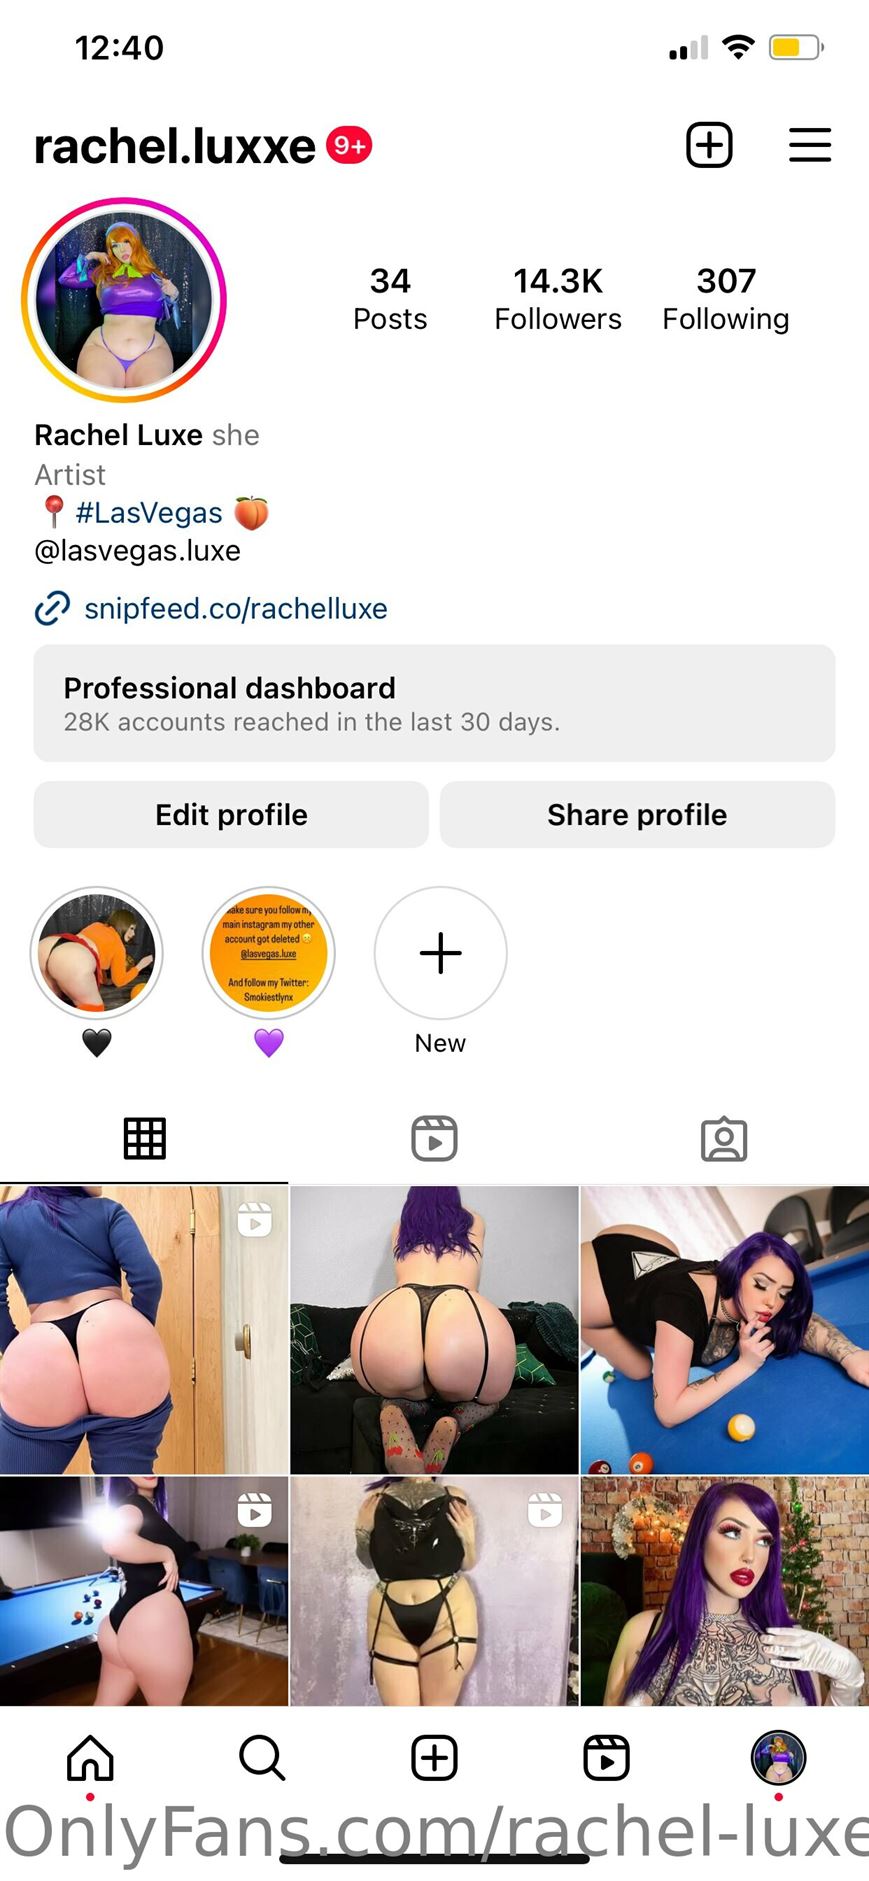 12:40
rachel.luxxe 9+
34 14.3K 307
Posts Followers Following
Rachel Luxe she
Artist
📍 #LasVegas 🍑
@lasvegas.luxe
snipfeed.co/rachelluxe
Professional dashboard
28K accounts reached in the last 30 days.
Edit profile Share profile
make sure you follow my
main instagram my other
account got deleted
@lasvegas.luxe
And follow my Twitter:
Smokiestlynx
🖤 💜 New
OnlyFans.com/rachel-luxe